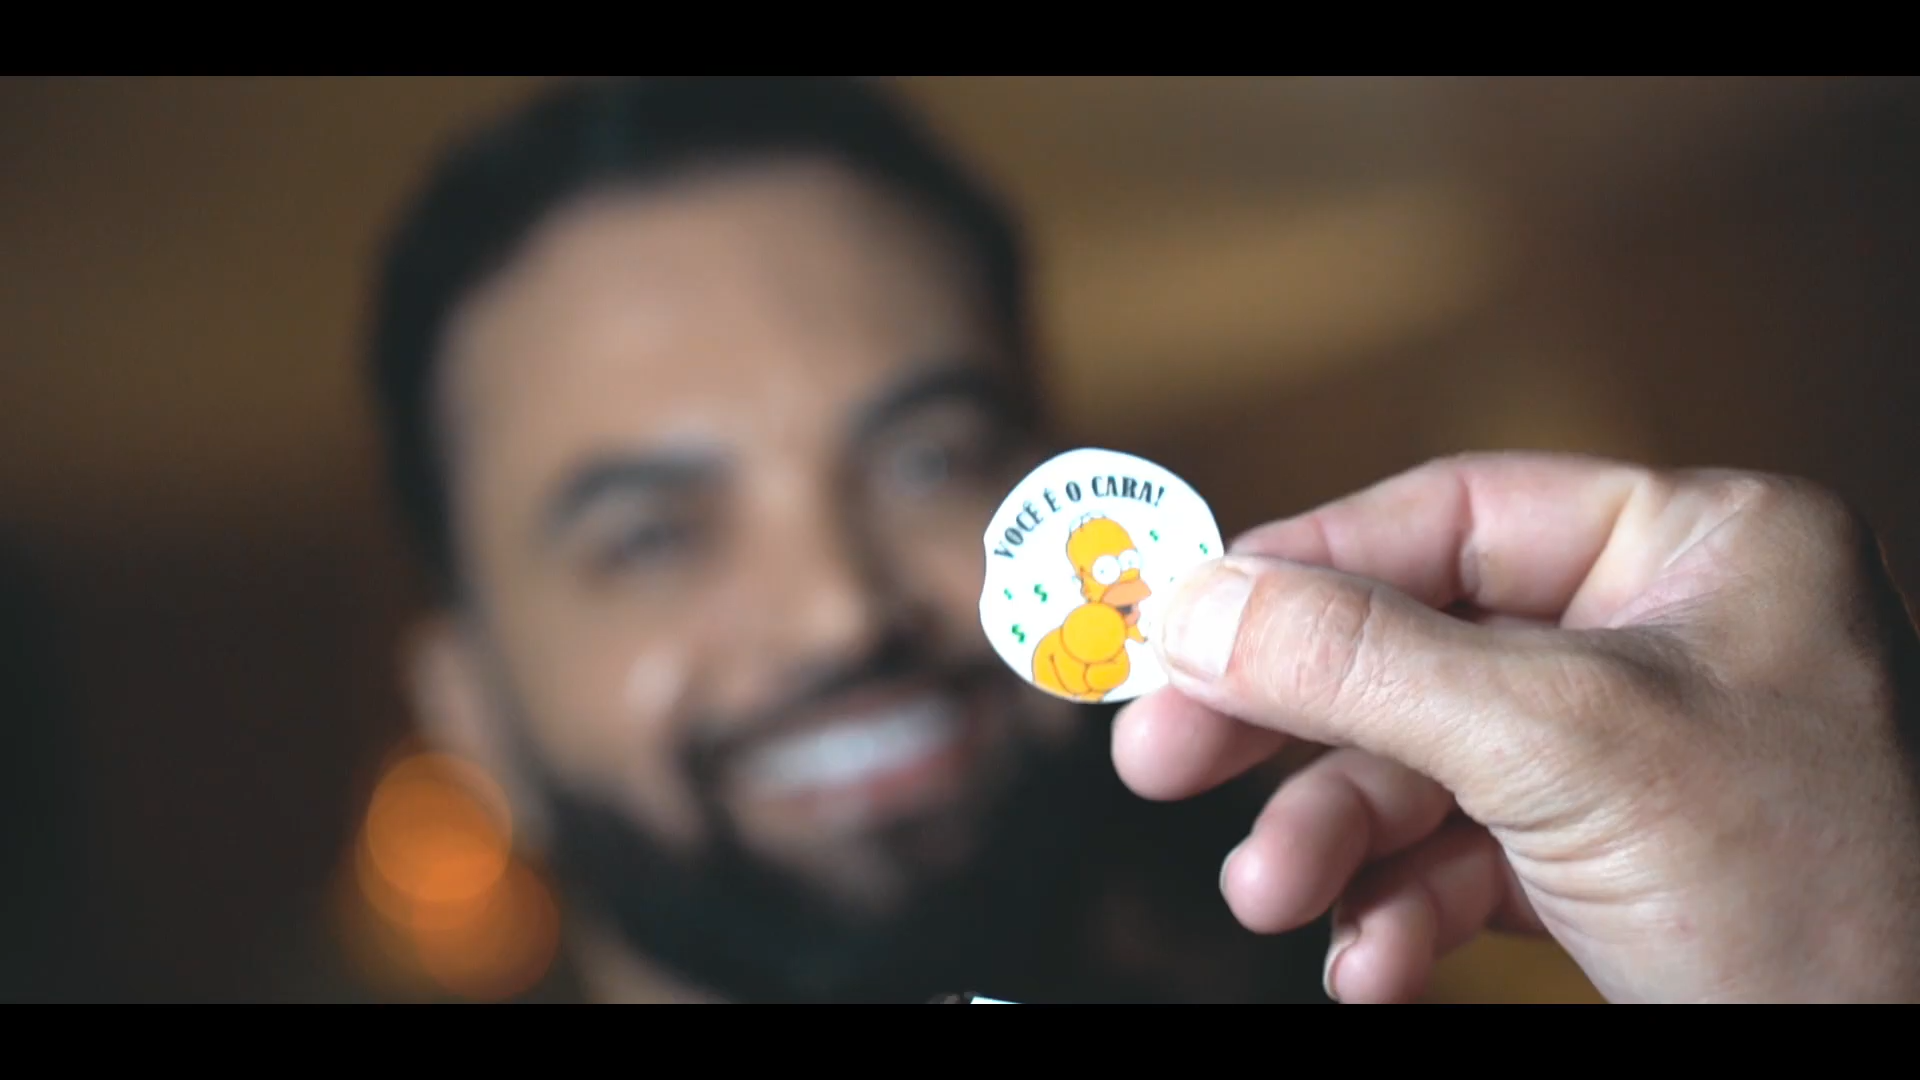 VOCÊ É O CARA!
$ $
$ $
$